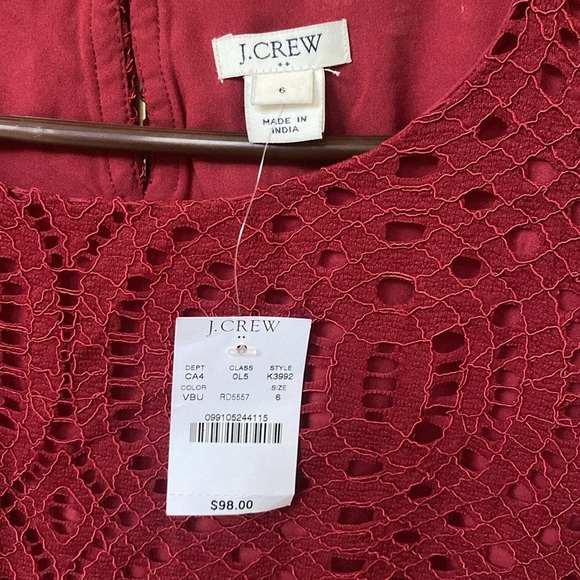 J.CREW
6
MADE IN
INDIA
J.CREW
DEPT CLASS STYLE
CA4 0L5 K3992
COLOR SIZE
VBU RD5557 6
099105244115
$98.00